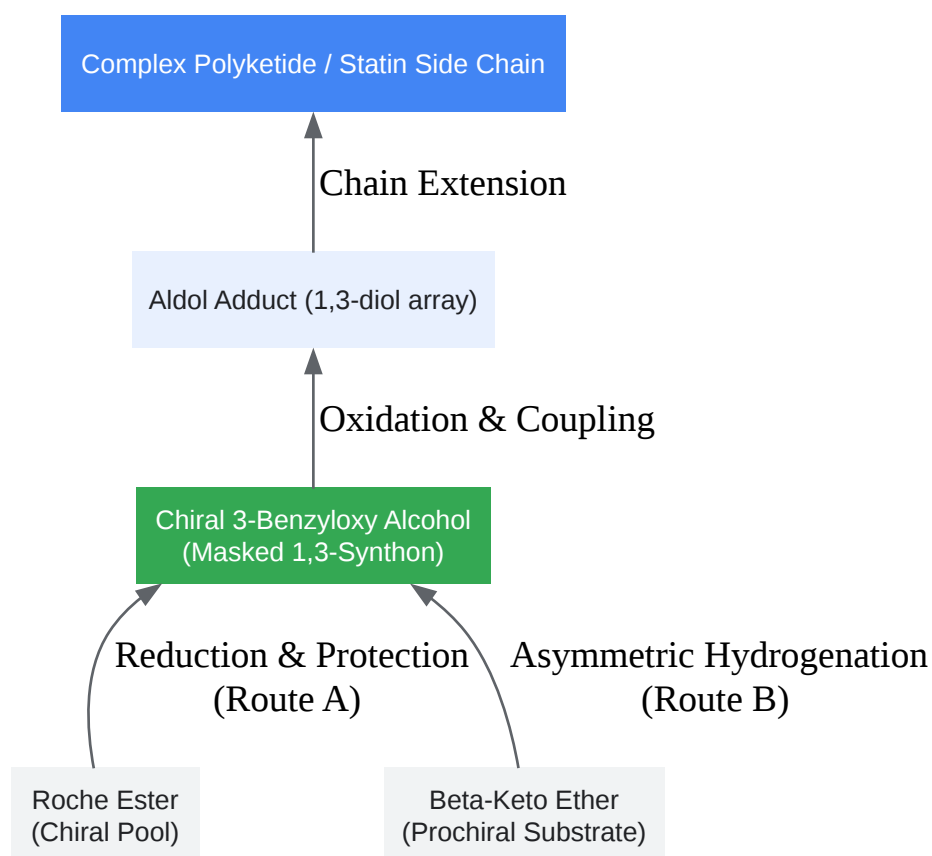 Complex Polyketide / Statin Side Chain
Chain Extension
Aldol Adduct (1,3-diol array)
Oxidation & Coupling
Chiral 3-Benzyloxy Alcohol
(Masked 1,3-Synthon)
Reduction & Protection
(Route A)
Asymmetric Hydrogenation
(Route B)
Roche Ester
(Chiral Pool)
Beta-Keto Ether
(Prochiral Substrate)